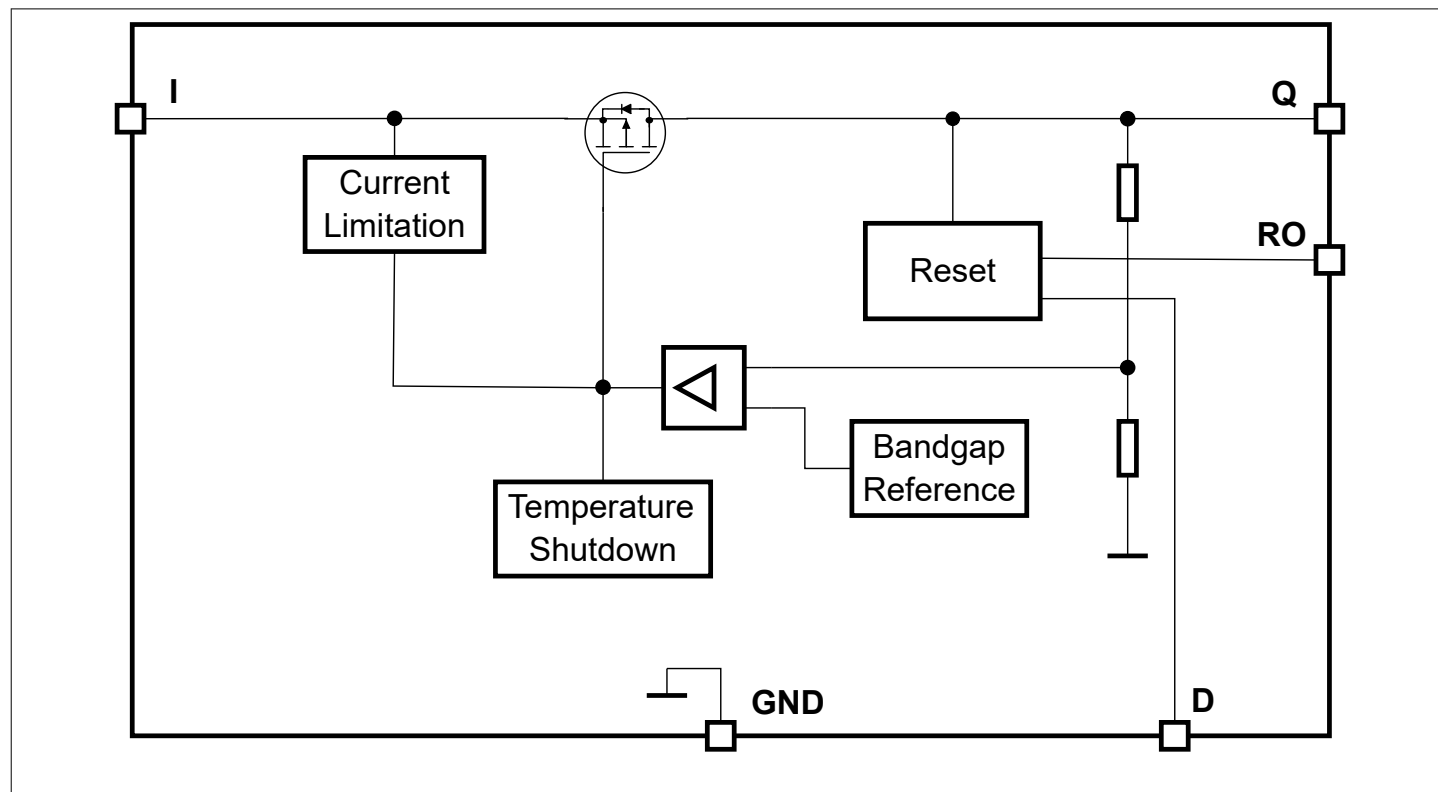 I
Q
Current
Limitation
RO
Reset
Bandgap
Reference
Temperature
Shutdown
GND
D